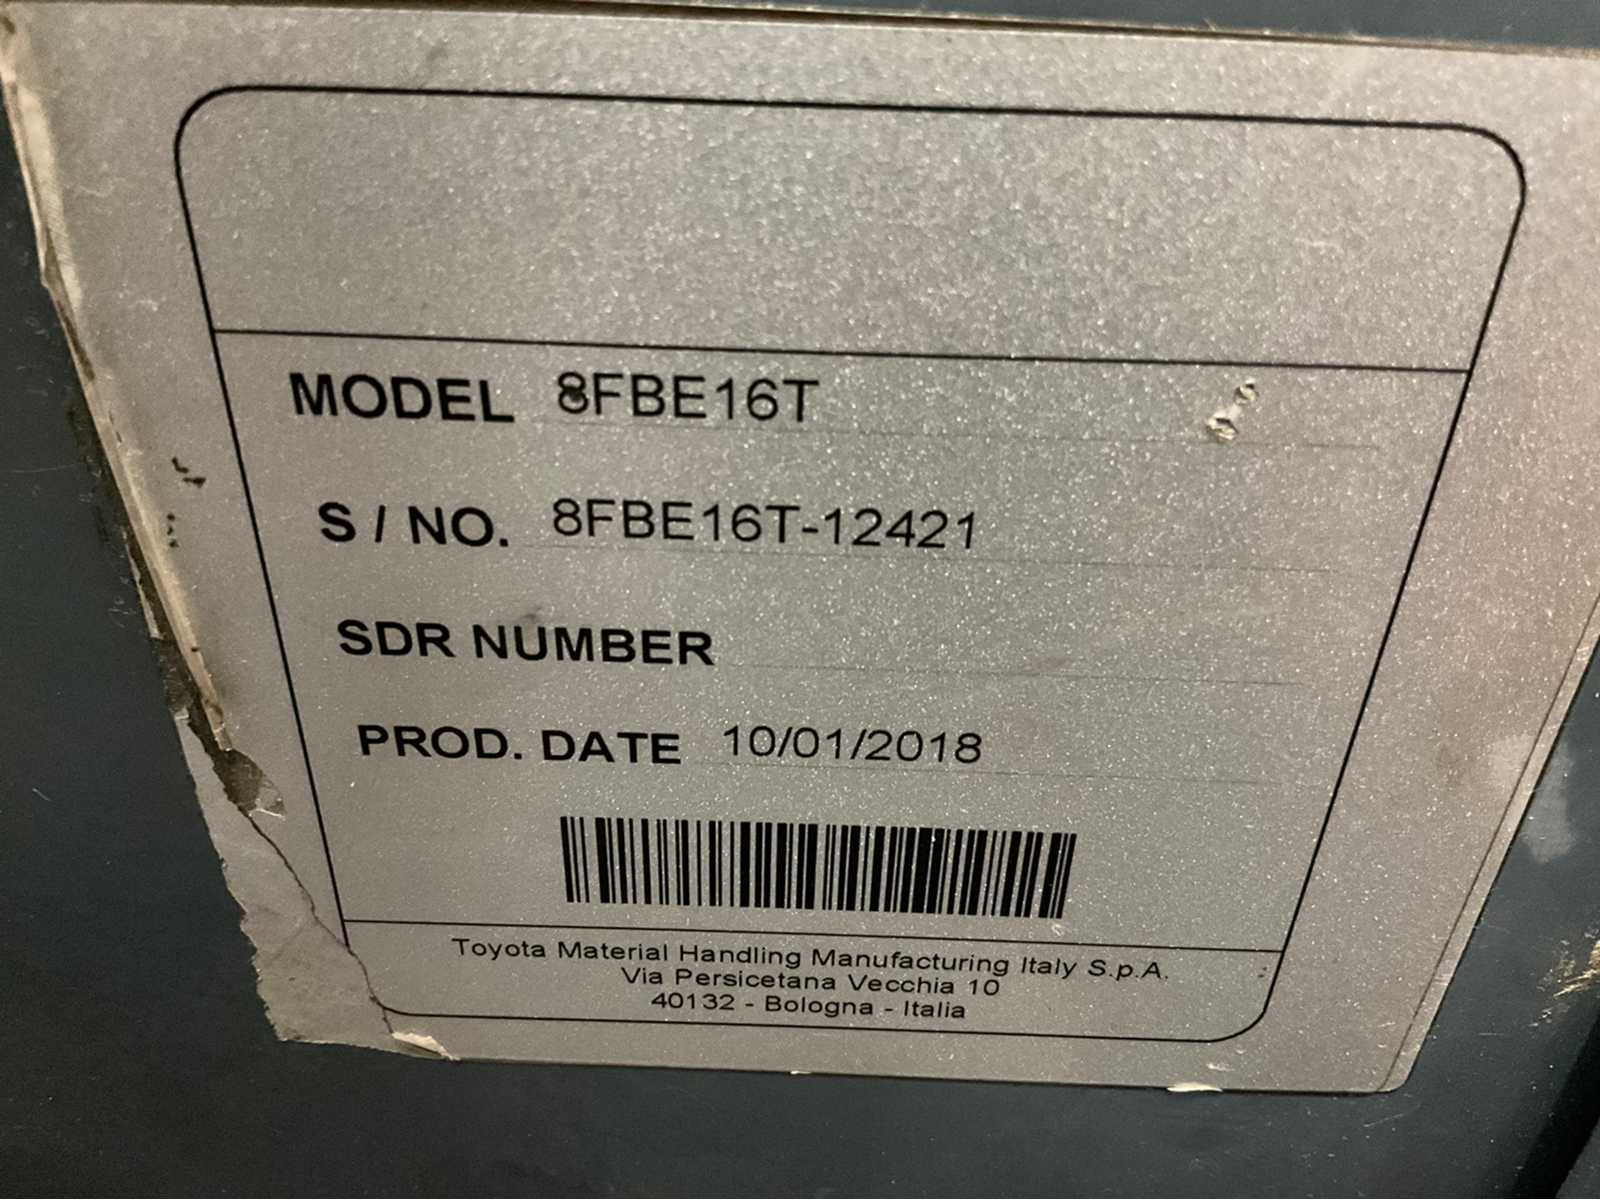 MODEL 8FBE16T
S / NO. 8FBE16T-12421
SDR NUMBER
PROD. DATE 10/01/2018
Toyota Material Handling Manufacturing Italy S.p.A.
Via Persicetana Vecchia 10
40132 - Bologna - Italia